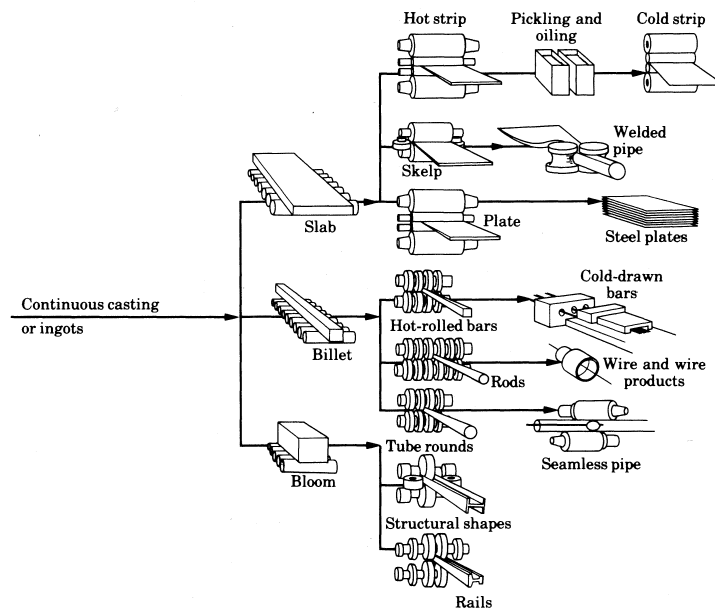 Hot strip
Pickling and
oiling
Cold strip
Skelp
Welded
pipe
Slab
Plate
Steel plates
Continuous casting
or ingots
Billet
Hot-rolled bars
Cold-drawn
bars
Rods
Wire and wire
products
Tube rounds
Seamless pipe
Bloom
Structural shapes
Rails